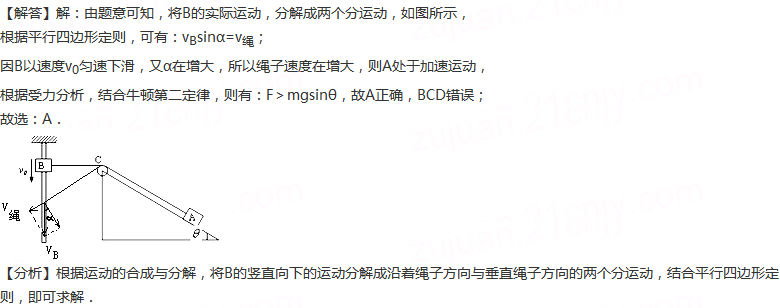 【解答】解：由题意可知，将B的实际运动，分解成两个分运动，如图所示，
根据平行四边形定则，可有：vBsinα=v绳；
因B以速度v0匀速下滑，又α在增大，所以绳子速度在增大，则A处于加速运动，
根据受力分析，结合牛顿第二定律，则有：F＞mgsinθ，故A正确，BCD错误；
故选：A．
C
B
v0
v绳
α
A
θ
vB
【分析】根据运动的合成与分解，将B的竖直向下的运动分解成沿着绳子方向与垂直绳子方向的两个分运动，结合平行四边形定
则，即可求解．